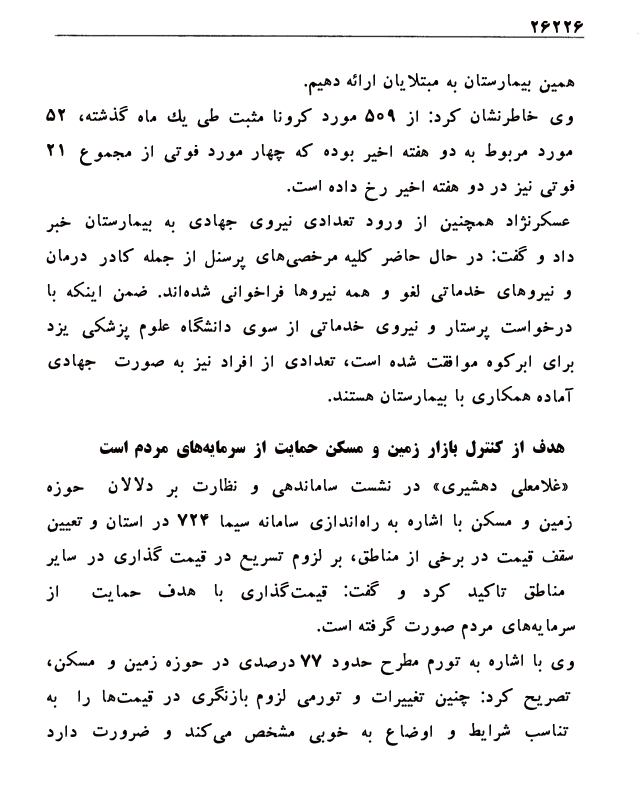 ۲۶۲۲۶
همین بیمارستان به مبتلایان ارائه دهیم.
وی خاطرنشان کرد: از ۵۰۹ مورد کرونا مثبت طی یك ماه گذشته، ۵۲
مورد مربوط به دو هفته اخیر بوده که چهار مورد فوتی از مجموع ۲۱
فوتی نیز در دو هفته اخیر رخ داده است.
عسکرنژاد همچنین از ورود تعدادی نیروی جهادی به بیمارستان خبر
داد و گفت: در حال حاضر کلیه مرخصی‌های پرسنل از جمله کادر درمان
و نیروهای خدماتی لغو و همه نیروها فراخوانی شده‌اند. ضمن اینکه با
درخواست پرستار و نیروی خدماتی از سوی دانشگاه علوم پزشکی یزد
برای ابرکوه موافقت شده است، تعدادی از افراد نیز به صورت جهادی
آماده همکاری با بیمارستان هستند.
هدف از کنترل بازار زمین و مسکن حمایت از سرمایه‌های مردم است
«غلامعلی دهشیری» در نشست ساماندهی و نظارت بر دلالان حوزه
زمین و مسکن با اشاره به راه‌اندازی سامانه سیما ۷۲۴ در استان و تعیین
سقف قیمت در برخی از مناطق، بر لزوم تسریع در قیمت گذاری در سایر
مناطق تاکید کرد و گفت: قیمت‌گذاری با هدف حمایت از
سرمایه‌های مردم صورت گرفته است.
وی با اشاره به تورم مطرح حدود ۷۷ درصدی در حوزه زمین و مسکن،
تصریح کرد: چنین تغییرات و تورمی لزوم بازنگری در قیمت‌ها را به
تناسب شرایط و اوضاع به خوبی مشخص می‌کند و ضرورت دارد